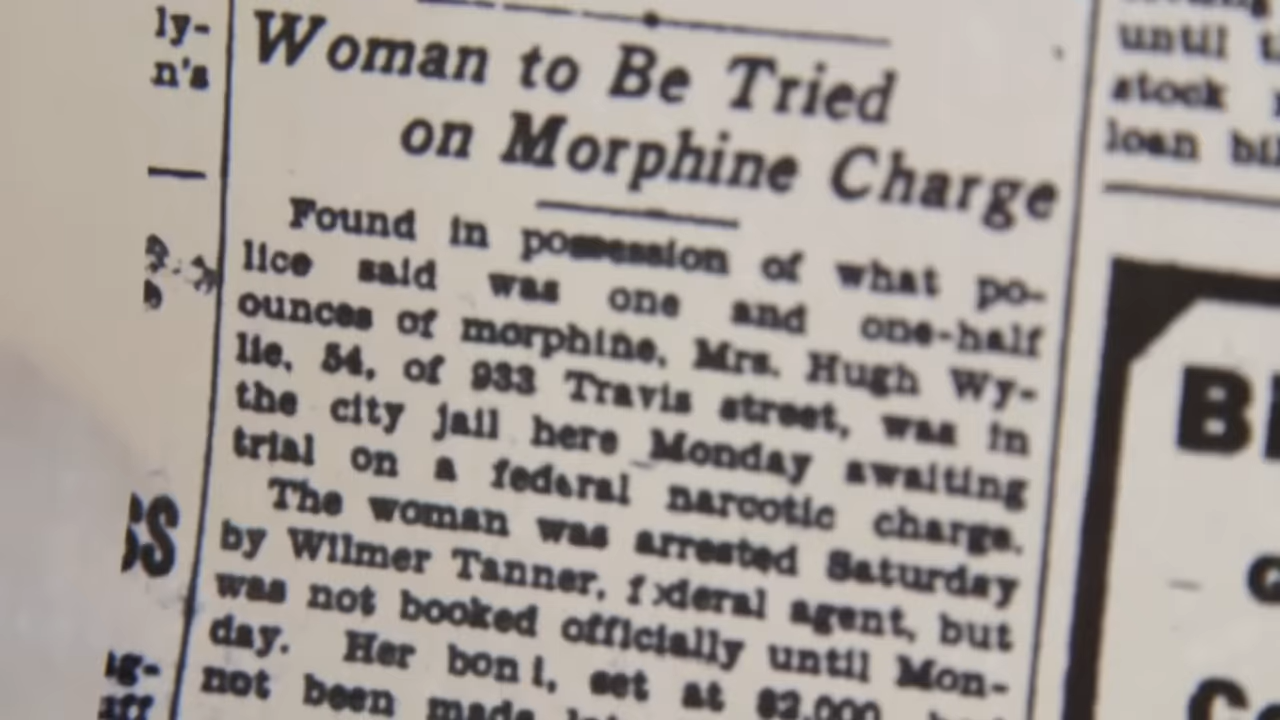 ly-
n's
Woman to Be Tried
on Morphine Charge
Found in possession of what po-
lice said was one and one-half
ounces of morphine, Mrs. Hugh Wy-
lie, 54, of 933 Travis street, was in
the city jail here Monday awaiting
trial on a federal narcotic charge.
The woman was arrested Saturday
by Wilmer Tanner, federal agent, but
was not booked officially until Mon-
day. Her bond, set at $2,000
not been made
ig-
until
stock
loan